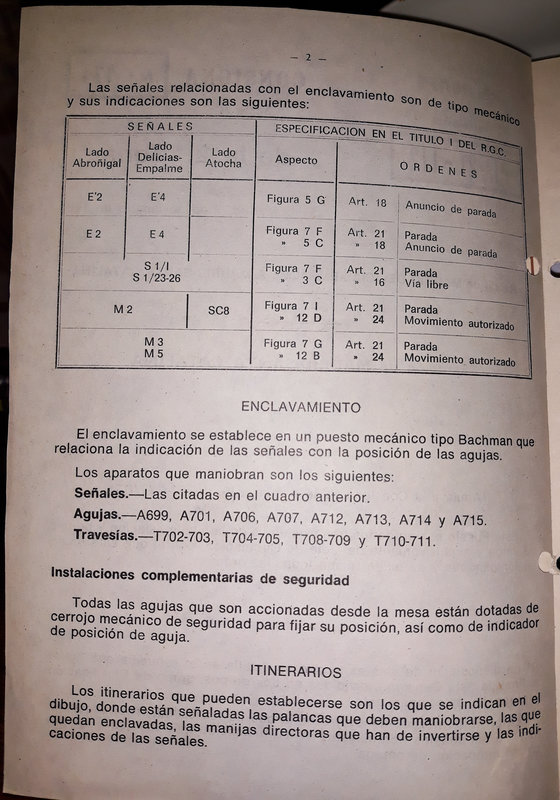 — 2 —
Las señales relacionadas con el enclavamiento son de tipo mecánico
y sus indicaciones son las siguientes:
SEÑALES
ESPECIFICACION EN EL TITULO I DEL R.G.C.
Lado Abroñigal
Lado Delicias-Empalme
Lado Atocha
Aspecto
ORDENES
E'2 E'4 Figura 5 G Art. 18 Anuncio de parada
E 2 E 4 Figura 7 F Art. 21 Parada
» 5 C » 18 Anuncio de parada
S 1/I Figura 7 F Art. 21 Parada
S 1/23-26 » 3 C » 16 Vía libre
M 2 SC8 Figura 7 I Art. 21 Parada
» 12 D » 24 Movimiento autorizado
M 3 Figura 7 G Art. 21 Parada
M 5 » 12 B » 24 Movimiento autorizado
ENCLAVAMIENTO
El enclavamiento se establece en un puesto mecánico tipo Bachman que
relaciona la indicación de las señales con la posición de las agujas.
Los aparatos que maniobran son los siguientes:
Señales.—Las citadas en el cuadro anterior.
Agujas.—A699, A701, A706, A707, A712, A713, A714 y A715.
Travesías.—T702-703, T704-705, T708-709 y T710-711.
Instalaciones complementarias de seguridad
Todas las agujas que son accionadas desde la mesa están dotadas de
cerrojo mecánico de seguridad para fijar su posición, así como de indicador
de posición de aguja.
ITINERARIOS
Los itinerarios que pueden establecerse son los que se indican en el
dibujo, donde están señaladas las palancas que deben maniobrarse, las que
quedan enclavadas, las manijas directoras que han de invertirse y las indi-
caciones de las señales.